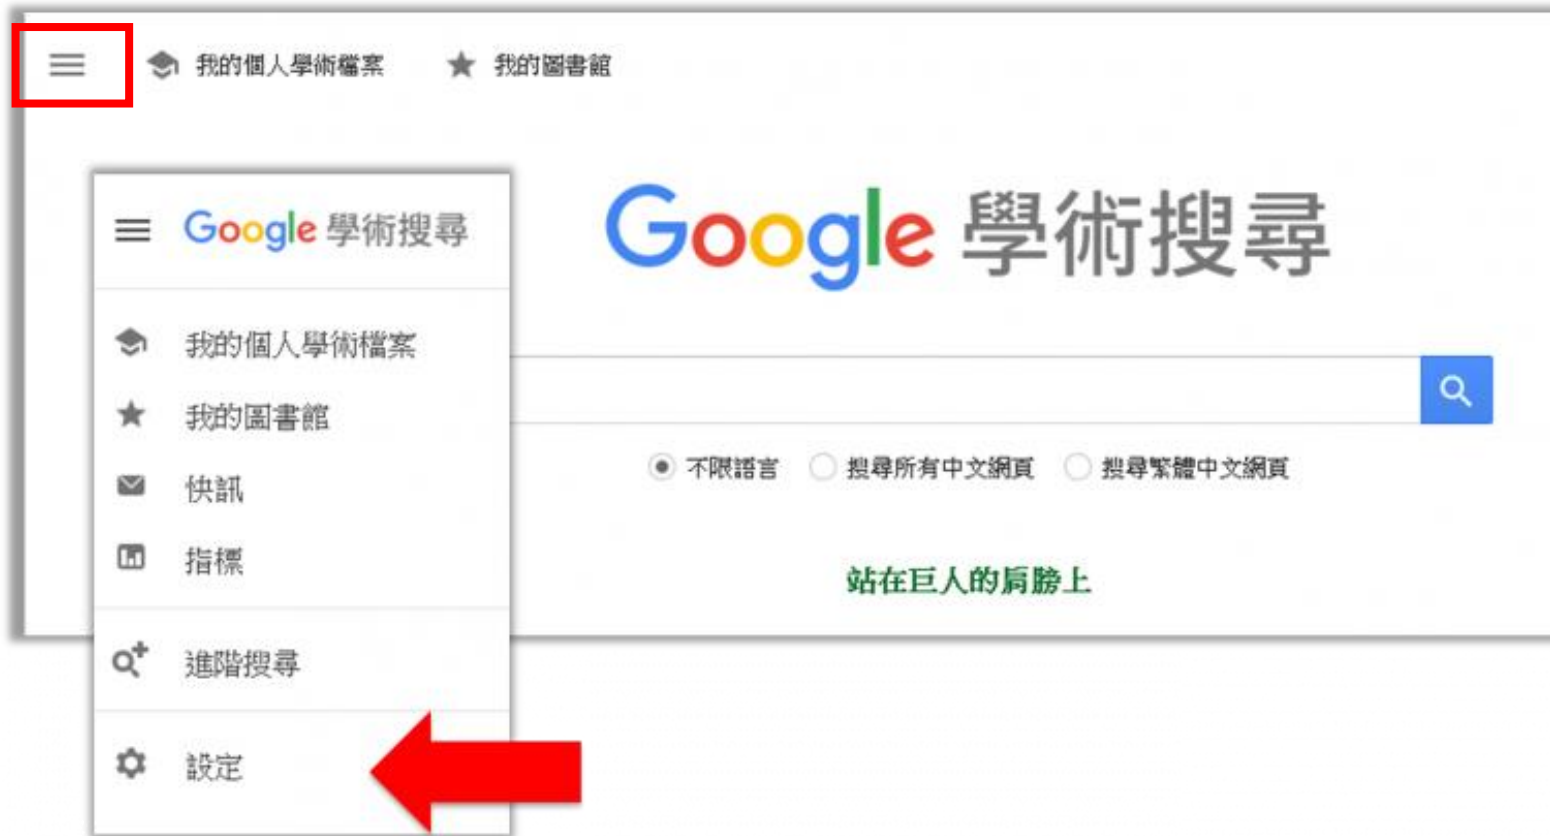 我的個人學術檔案 我的圖書館
Google 學術搜尋
Google 學術搜尋
我的個人學術檔案
我的圖書館
快訊
指標
進階搜尋
設定
不限語言 搜尋所有中文網頁 搜尋繁體中文網頁
站在巨人的肩膀上